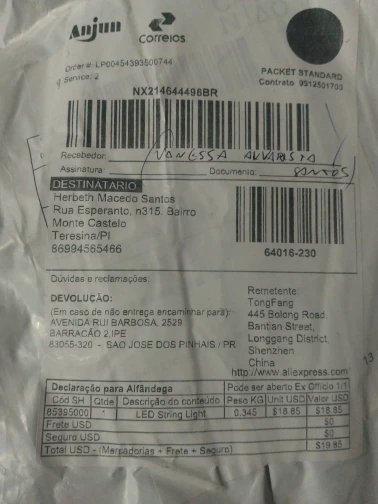 Anjun
Correios
Order #: LP00454393500744
Service: 2
PACKET STANDARD
Contrato 9912531703
NX214644496BR
Recebedor: VANESSA
Assinatura: Documento: SANTOS
DESTINATÁRIO
Herbeth Macedo Santos
Rua Esperanto, n315. Bairro
Monte Castelo
Teresina/PI
86994565466
64016-230
Dúvidas e reclamações:
DEVOLUÇÃO:
(Em caso de não entrega encaminhar para):
AVENIDA RUI BARBOSA, 2529
BARRACÃO 2,IPE
83055-320 - SAO JOSE DOS PINHAIS / PR
Remetente:
TongFang
445 Bolong Road,
Bantian Street,
Longgang District,
Shenzhen
China
http://www.aliexpress.com
13
Declaração para Alfândega Pode ser aberto Ex Officio 1/1
Cód SH Qtde Descrição do conteúdo Peso KG Unit USD Valor USD
85395000 1 LED String Light 0.345 $18.85 $18.85
Frete USD $0
Seguro USD $0
Total USD - (Mercadorias + Frete + Seguro) $18.85